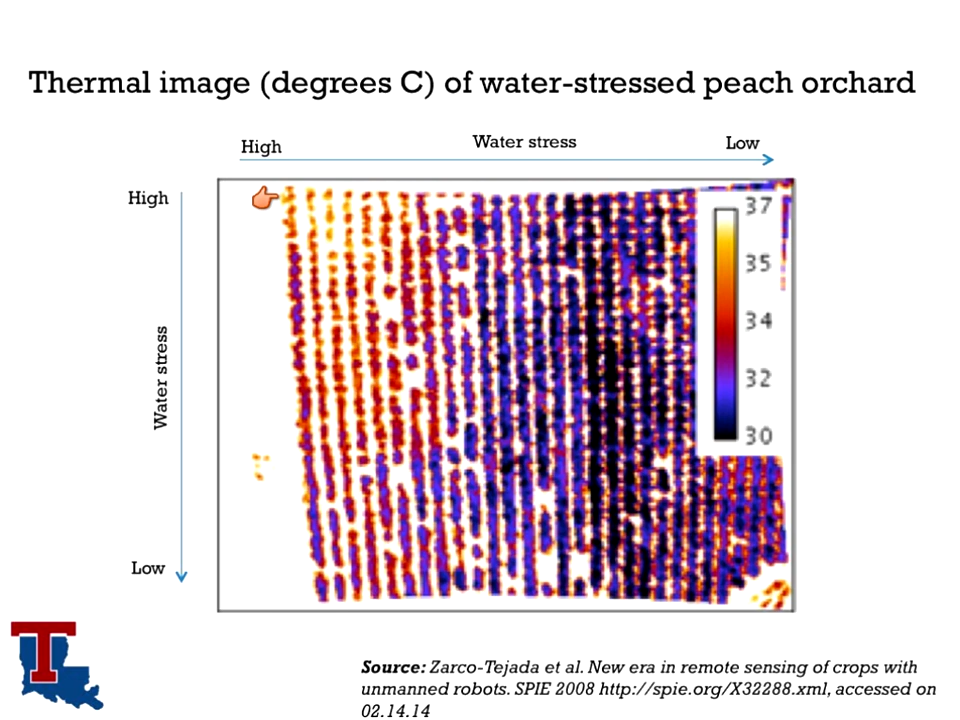 Thermal image (degrees C) of water-stressed peach orchard
High Water stress Low
High
Water stress
Low
37
35
34
32
30
T
Source: Zarco-Tejada et al. New era in remote sensing of crops with
unmanned robots. SPIE 2008 http://spie.org/X32288.xml, accessed on
02.14.14